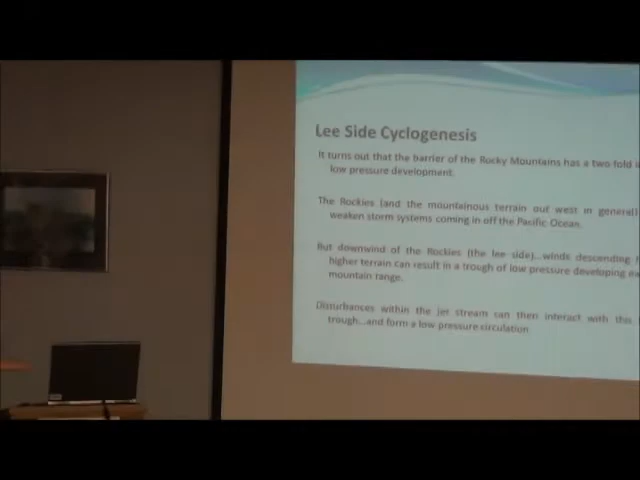 Lee Side Cyclogenesis
It turns out that the barrier of the Rocky Mountains has a two fold
low pressure development.
The Rockies (and the mountainous terrain out west in general)
weaken storm systems coming in off the Pacific Ocean.
But downwind of the Rockies (the lee side)...winds descending
higher terrain can result in a trough of low pressure developing
mountain range.
Disturbances within the jet stream can then interact with this
trough...and form a low pressure circulation